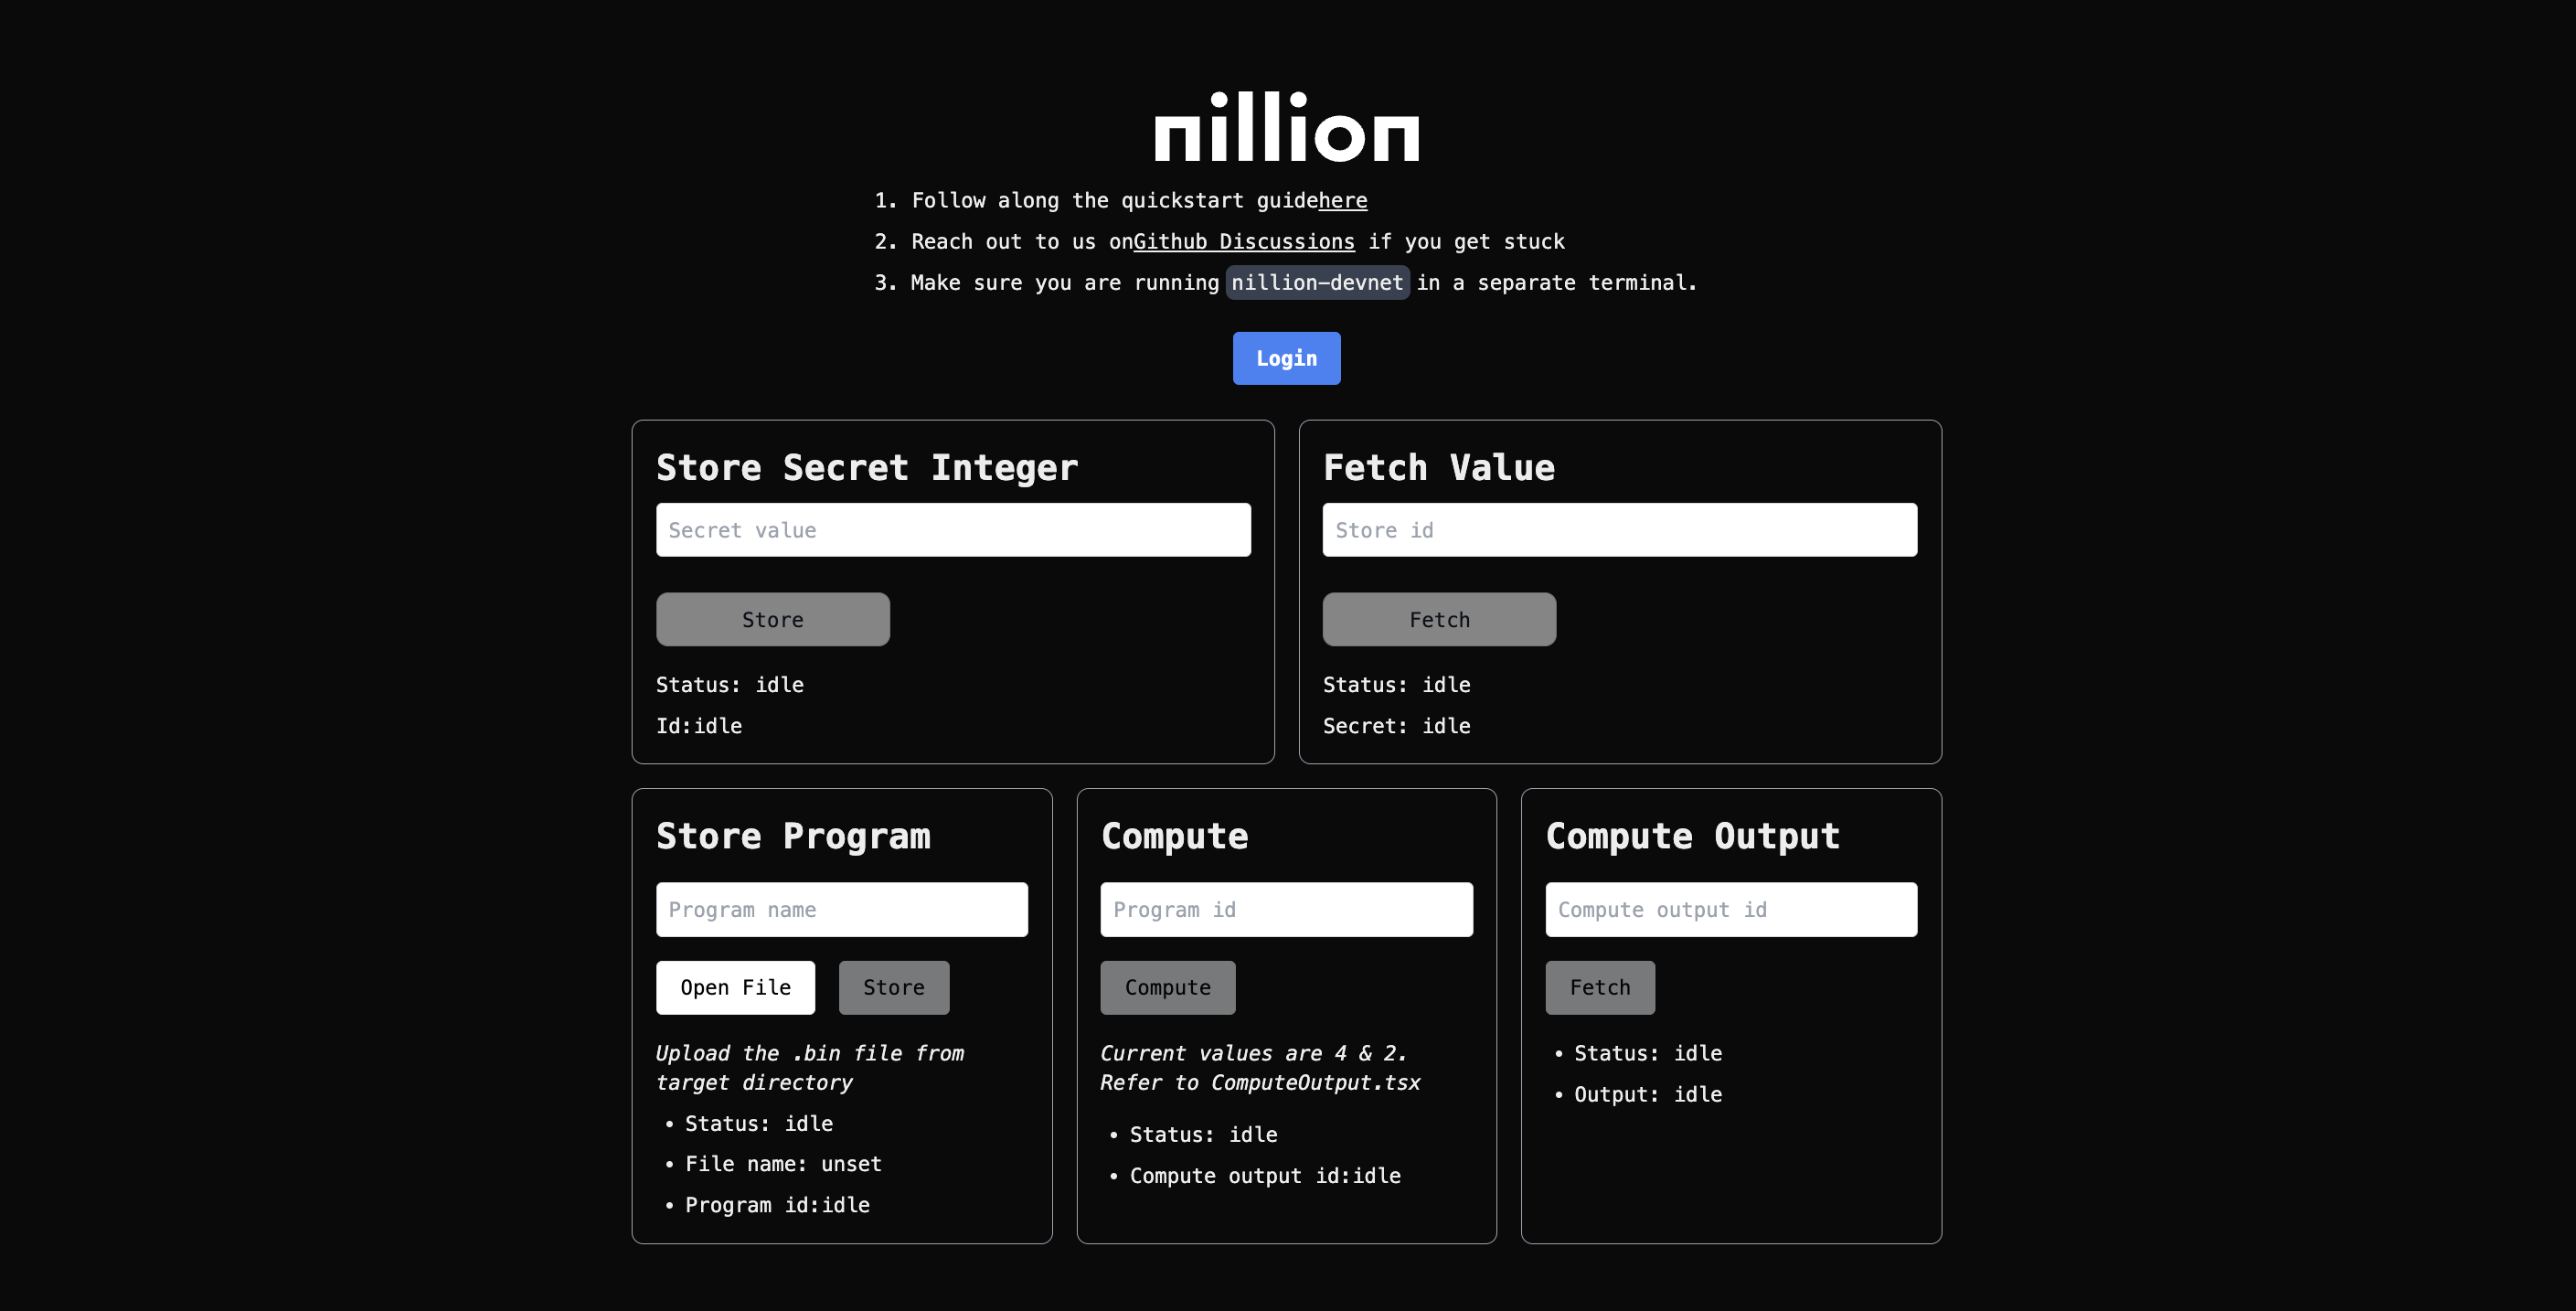 nillion
1. Follow along the quickstart guidehere
2. Reach out to us onGithub Discussions if you get stuck
3. Make sure you are running nillion-devnet in a separate terminal.
Login
Store Secret Integer
Secret value
Store
Status: idle
Id:idle
Fetch Value
Store id
Fetch
Status: idle
Secret: idle
Store Program
Program name
Open File
Store
Upload the .bin file from
target directory
• Status: idle
• File name: unset
• Program id:idle
Compute
Program id
Compute
Current values are 4 & 2.
Refer to ComputeOutput.tsx
• Status: idle
• Compute output id:idle
Compute Output
Compute output id
Fetch
• Status: idle
• Output: idle